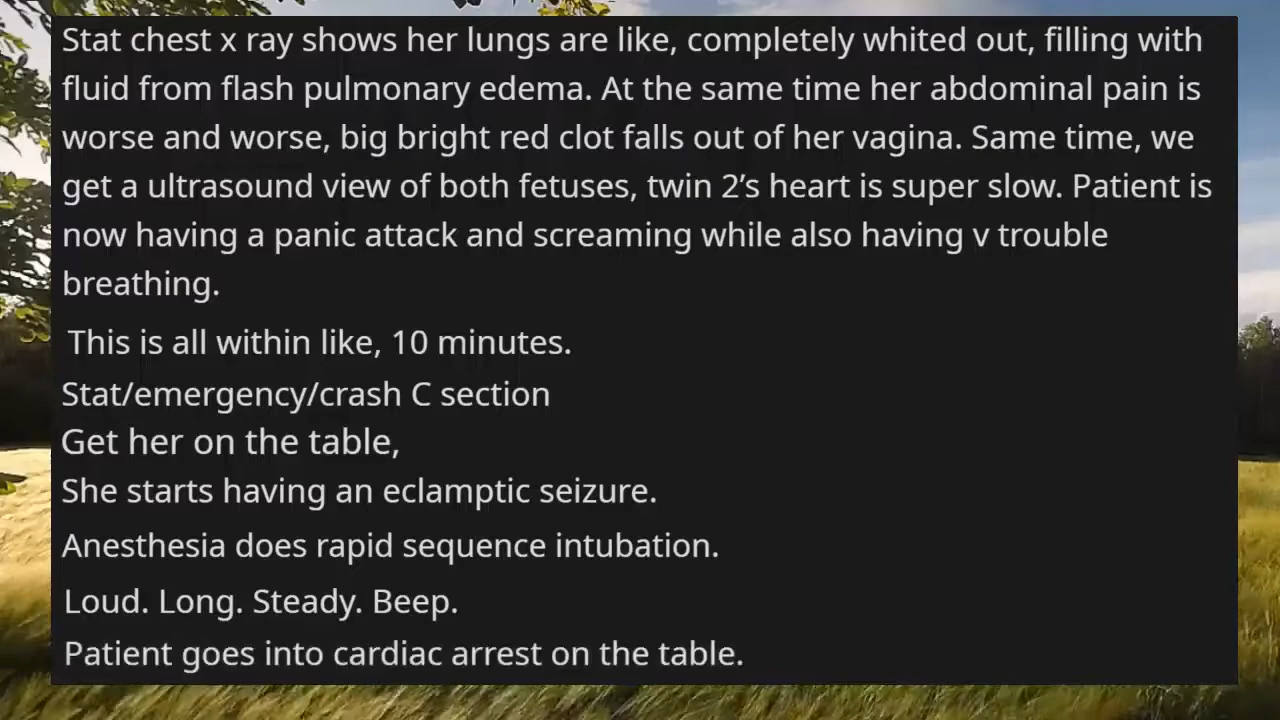 Stat chest x ray shows her lungs are like, completely whited out, filling with
fluid from flash pulmonary edema. At the same time her abdominal pain is
worse and worse, big bright red clot falls out of her vagina. Same time, we
get a ultrasound view of both fetuses, twin 2’s heart is super slow. Patient is
now having a panic attack and screaming while also having v trouble
breathing.
This is all within like, 10 minutes.
Stat/emergency/crash C section
Get her on the table,
She starts having an eclamptic seizure.
Anesthesia does rapid sequence intubation.
Loud. Long. Steady. Beep.
Patient goes into cardiac arrest on the table.